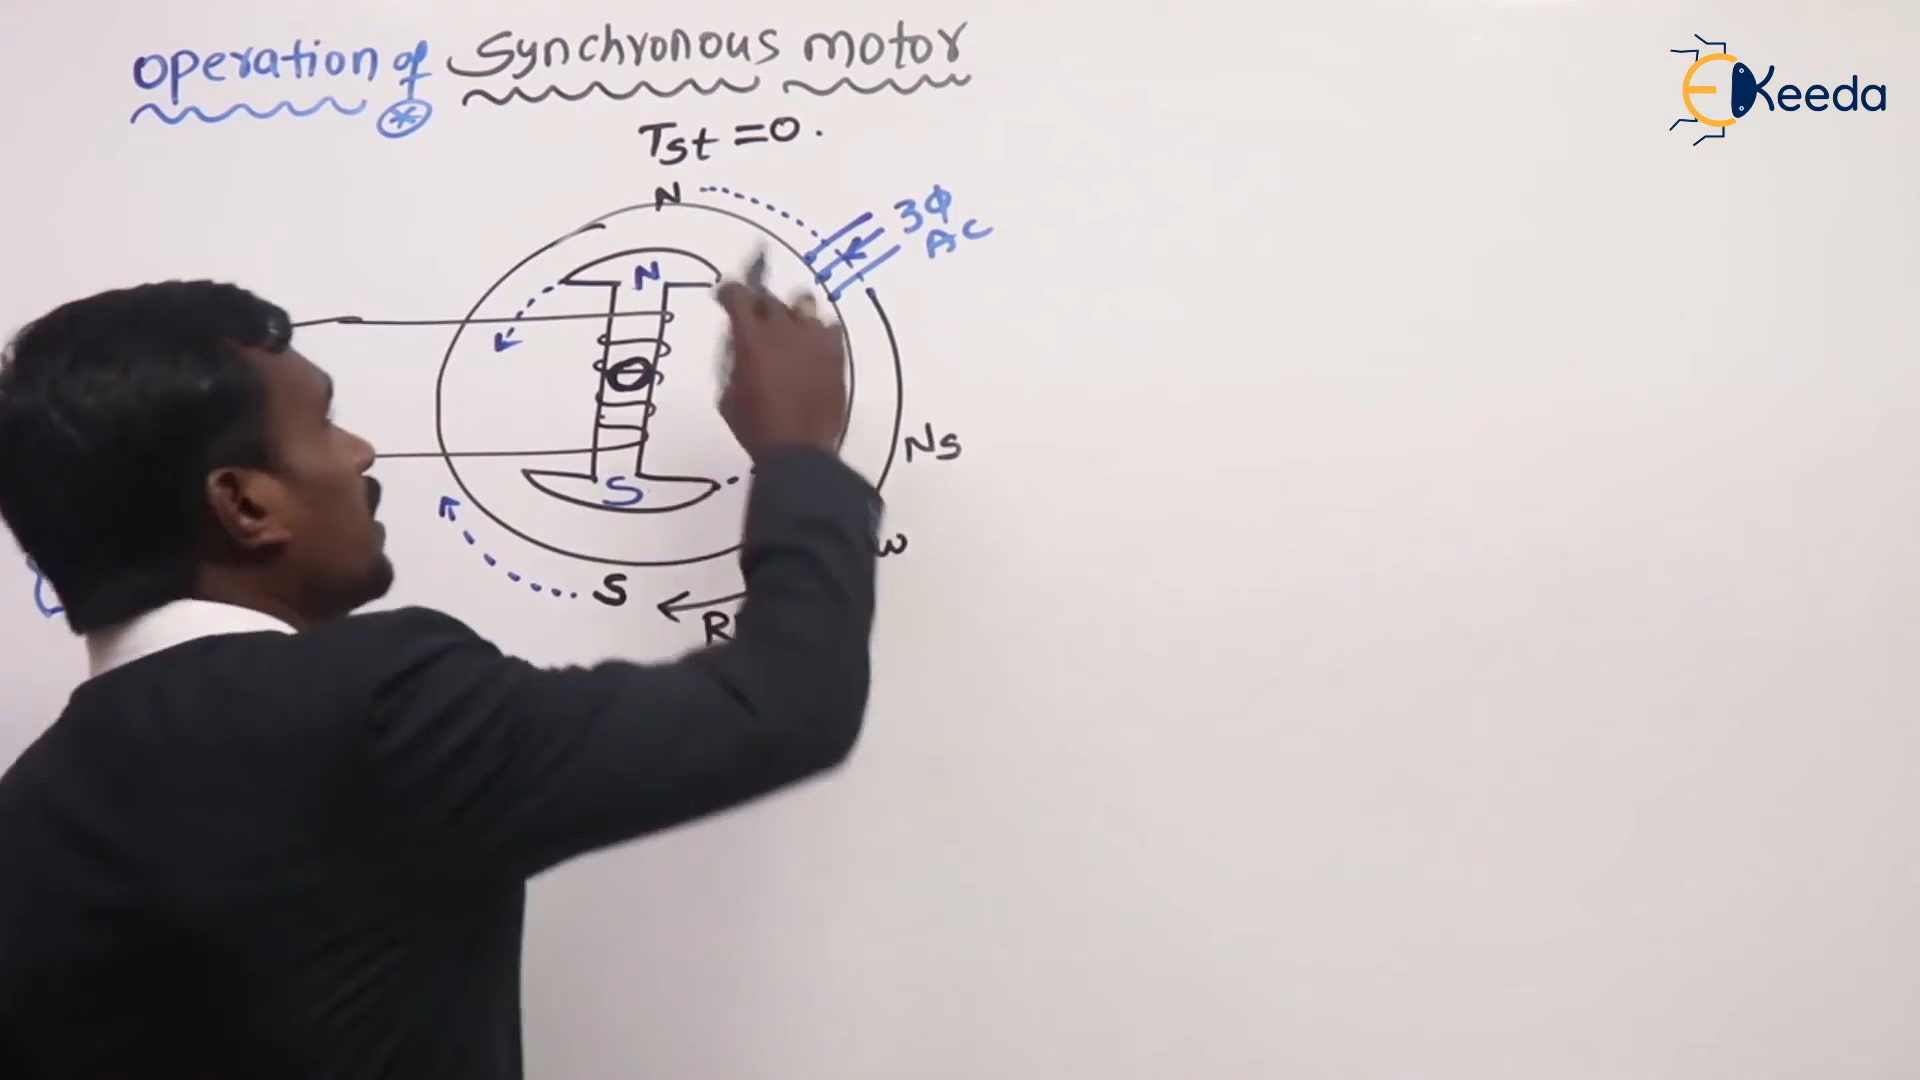 operation of Synchronous motor
*
Tst = 0.
N
3Φ
AC
N
Ns
S
S
Keeda